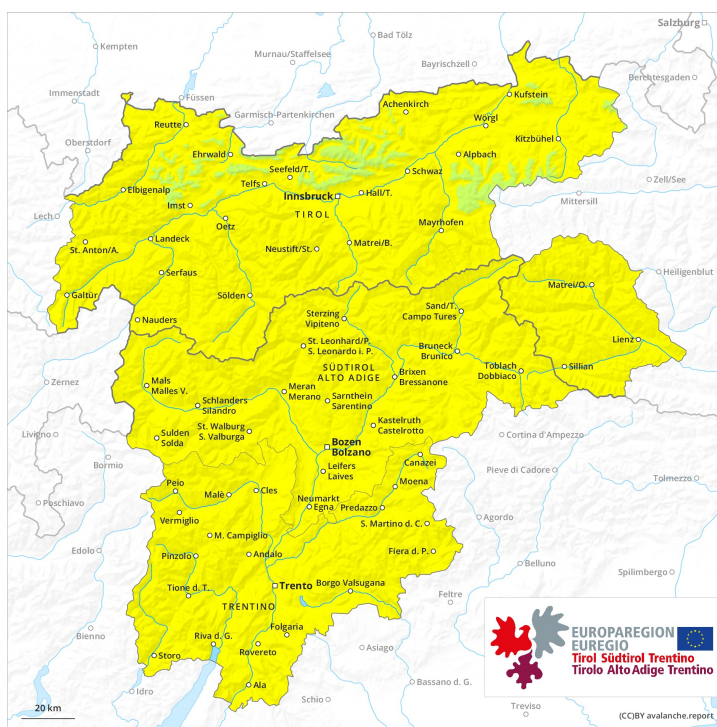 Salzburg
Kempten
Bad Tölz
Murnau/Staffelsee
Bayrischzell
Berchtesgaden
Immenstadt
Füssen
Kufstein
Achenkirch
Garmisch-Partenkirchen
Reutte
Wörgl
Oberstdorf
Kitzbühel
Ehrwald
Alpbach
Seefeld/T.
Schwaz
Zell/See
Telfs
Elbigenalp
Innsbruck
Hall/T.
Mittersill
Imst
TIROL
Lech
Oetz
Mayrhofen
Landeck
Matrei/B.
St. Anton/A.
Neustift/St.
Serfaus
Heiligenblut
Matrei/O.
Galtür
Sölden
Sand/T.
Campo Tures
Nauders
Sterzing
Vipiteno
Lienz
St. Leonhard/P.
S. Leonardo i. P.
Bruneck
Brunico
Toblach
Dobbiaco
Sillian
SÜDTIROL
ALTO ADIGE
Brixen
Bressanone
Zernez
Mals
Malles V.
Meran
Merano
Schlanders
Silandro
Sarnthein
Sarentino
Kastelruth
Castelrotto
St. Walburg
S. Valburga
Livigno
Sulden
Solda
Bozen
Bolzano
Cortina d'Ampezzo
Bormio
Canazei
Leifers
Laives
Pieve di Cadore
Tolmezzo
Peio
Moena
Malè
Cles
Neumarkt
Egna
Predazzo
Poschiavo
Vermiglio
Agordo
S. Martino d. C.
M. Campiglio
Edolo
Pinzolo
Andalo
Fiera d. P.
Belluno
Spilimbergo
Tione d. T.
Trento
Borgo Valsugana
Feltre
TRENTINO
Bienno
Folgaria
Riva d. G.
Storo
Rovereto
Asiago
Ala
Bassano d. G.
Idro
Schio
Treviso
EUROPAREGION
EUREGIO
Tirol Südtirol Trentino
Tirolo Alto Adige Trentino
20 km
(CC)BY avalanche.report